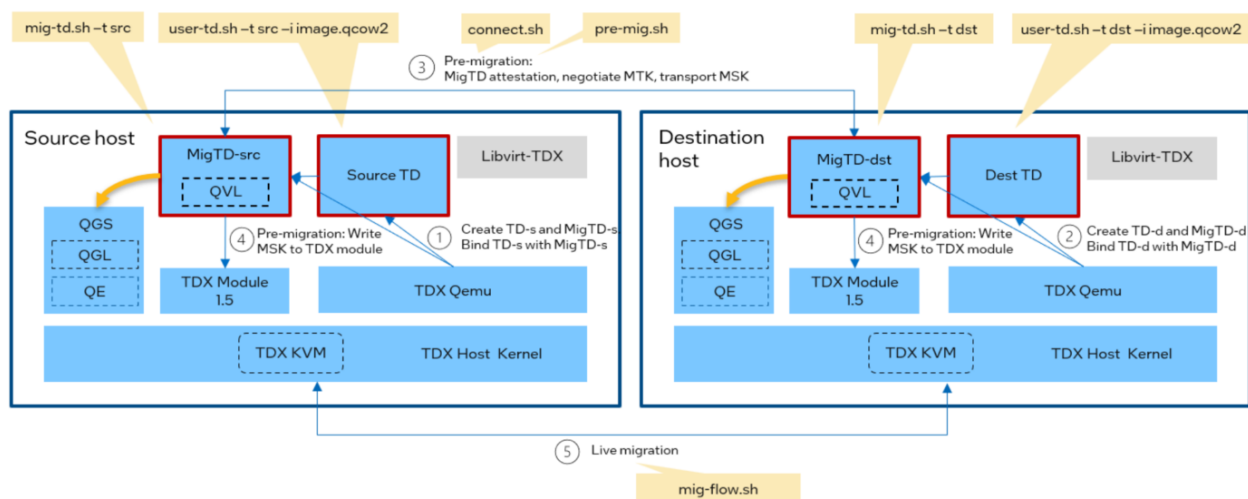 mig-td.sh –t src
user-td.sh –t src –i image.qcow2
connect.sh
pre-mig.sh
mig-td.sh –t dst
user-td.sh –t dst –i image.qcow2
3
Pre-migration:
MigTD attestation, negotiate MTK, transport MSK
Source host
MigTD-src
QVL
Source TD
Libvirt-TDX
QGS
QGL
QE
4
Pre-migration: Write
MSK to TDX module
1
Create TD-s and MigTD-s
Bind TD-s with MigTD-s
TDX Module
1.5
TDX Qemu
TDX KVM
TDX Host Kernel
Destination
host
MigTD-dst
QVL
Dest TD
Libvirt-TDX
QGS
QGL
QE
4
Pre-migration: Write
MSK to TDX module
2
Create TD-d and MigTD-d
Bind TD-d with MigTD-d
TDX Module
1.5
TDX Qemu
TDX KVM
TDX Host Kernel
5
Live migration
mig-flow.sh